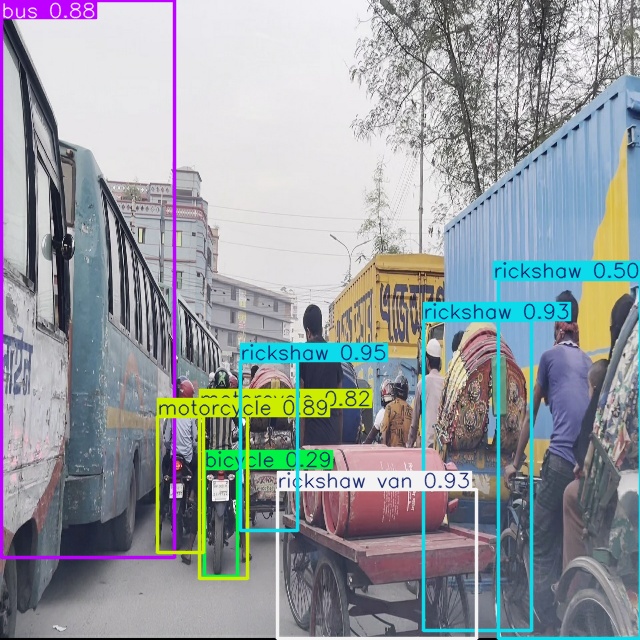 bus 0.88
rickshaw 0.50
rickshaw 0.93
rickshaw 0.95
motorcycle 0.82
motorcycle 0.89
bicycle 0.29
rickshaw van 0.93